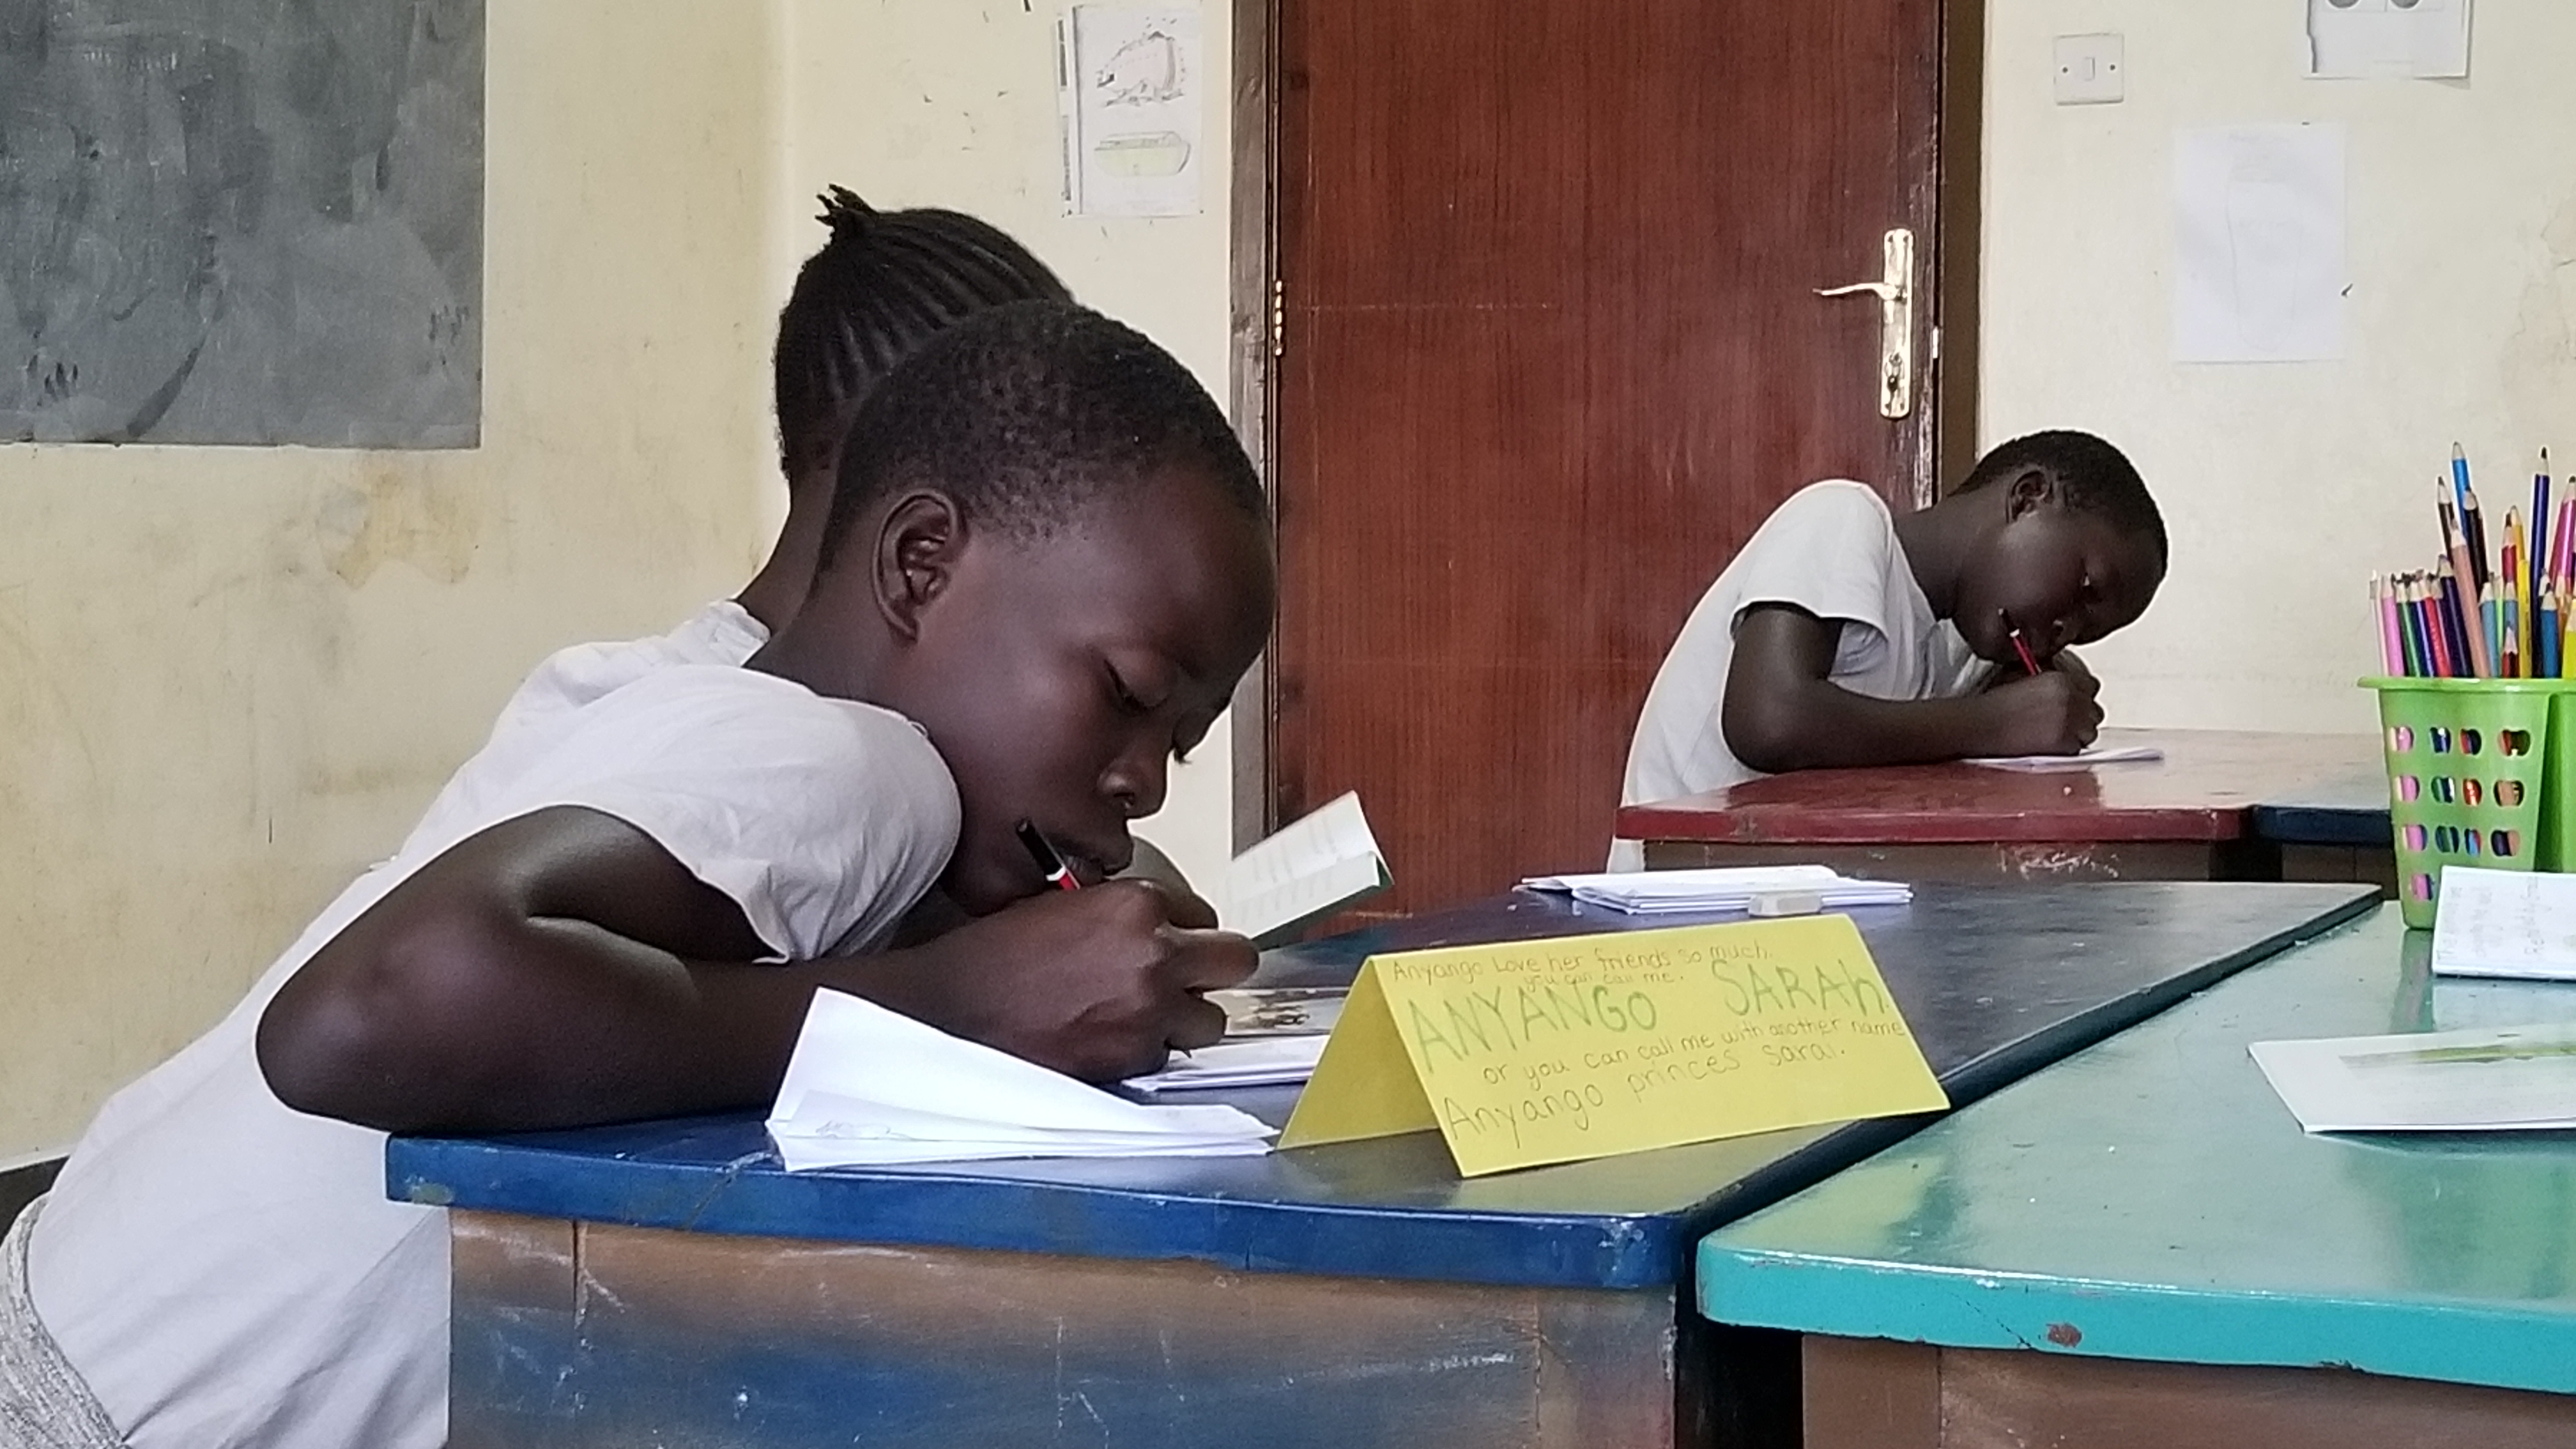 Anyango Love her friends so much.
you can call me.
ANYANGO SARAh
or you can call me with another name
Anyango princes sarai.